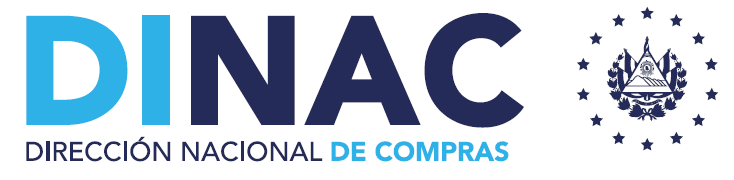 DINAC
DIRECCIÓN NACIONAL DE COMPRAS